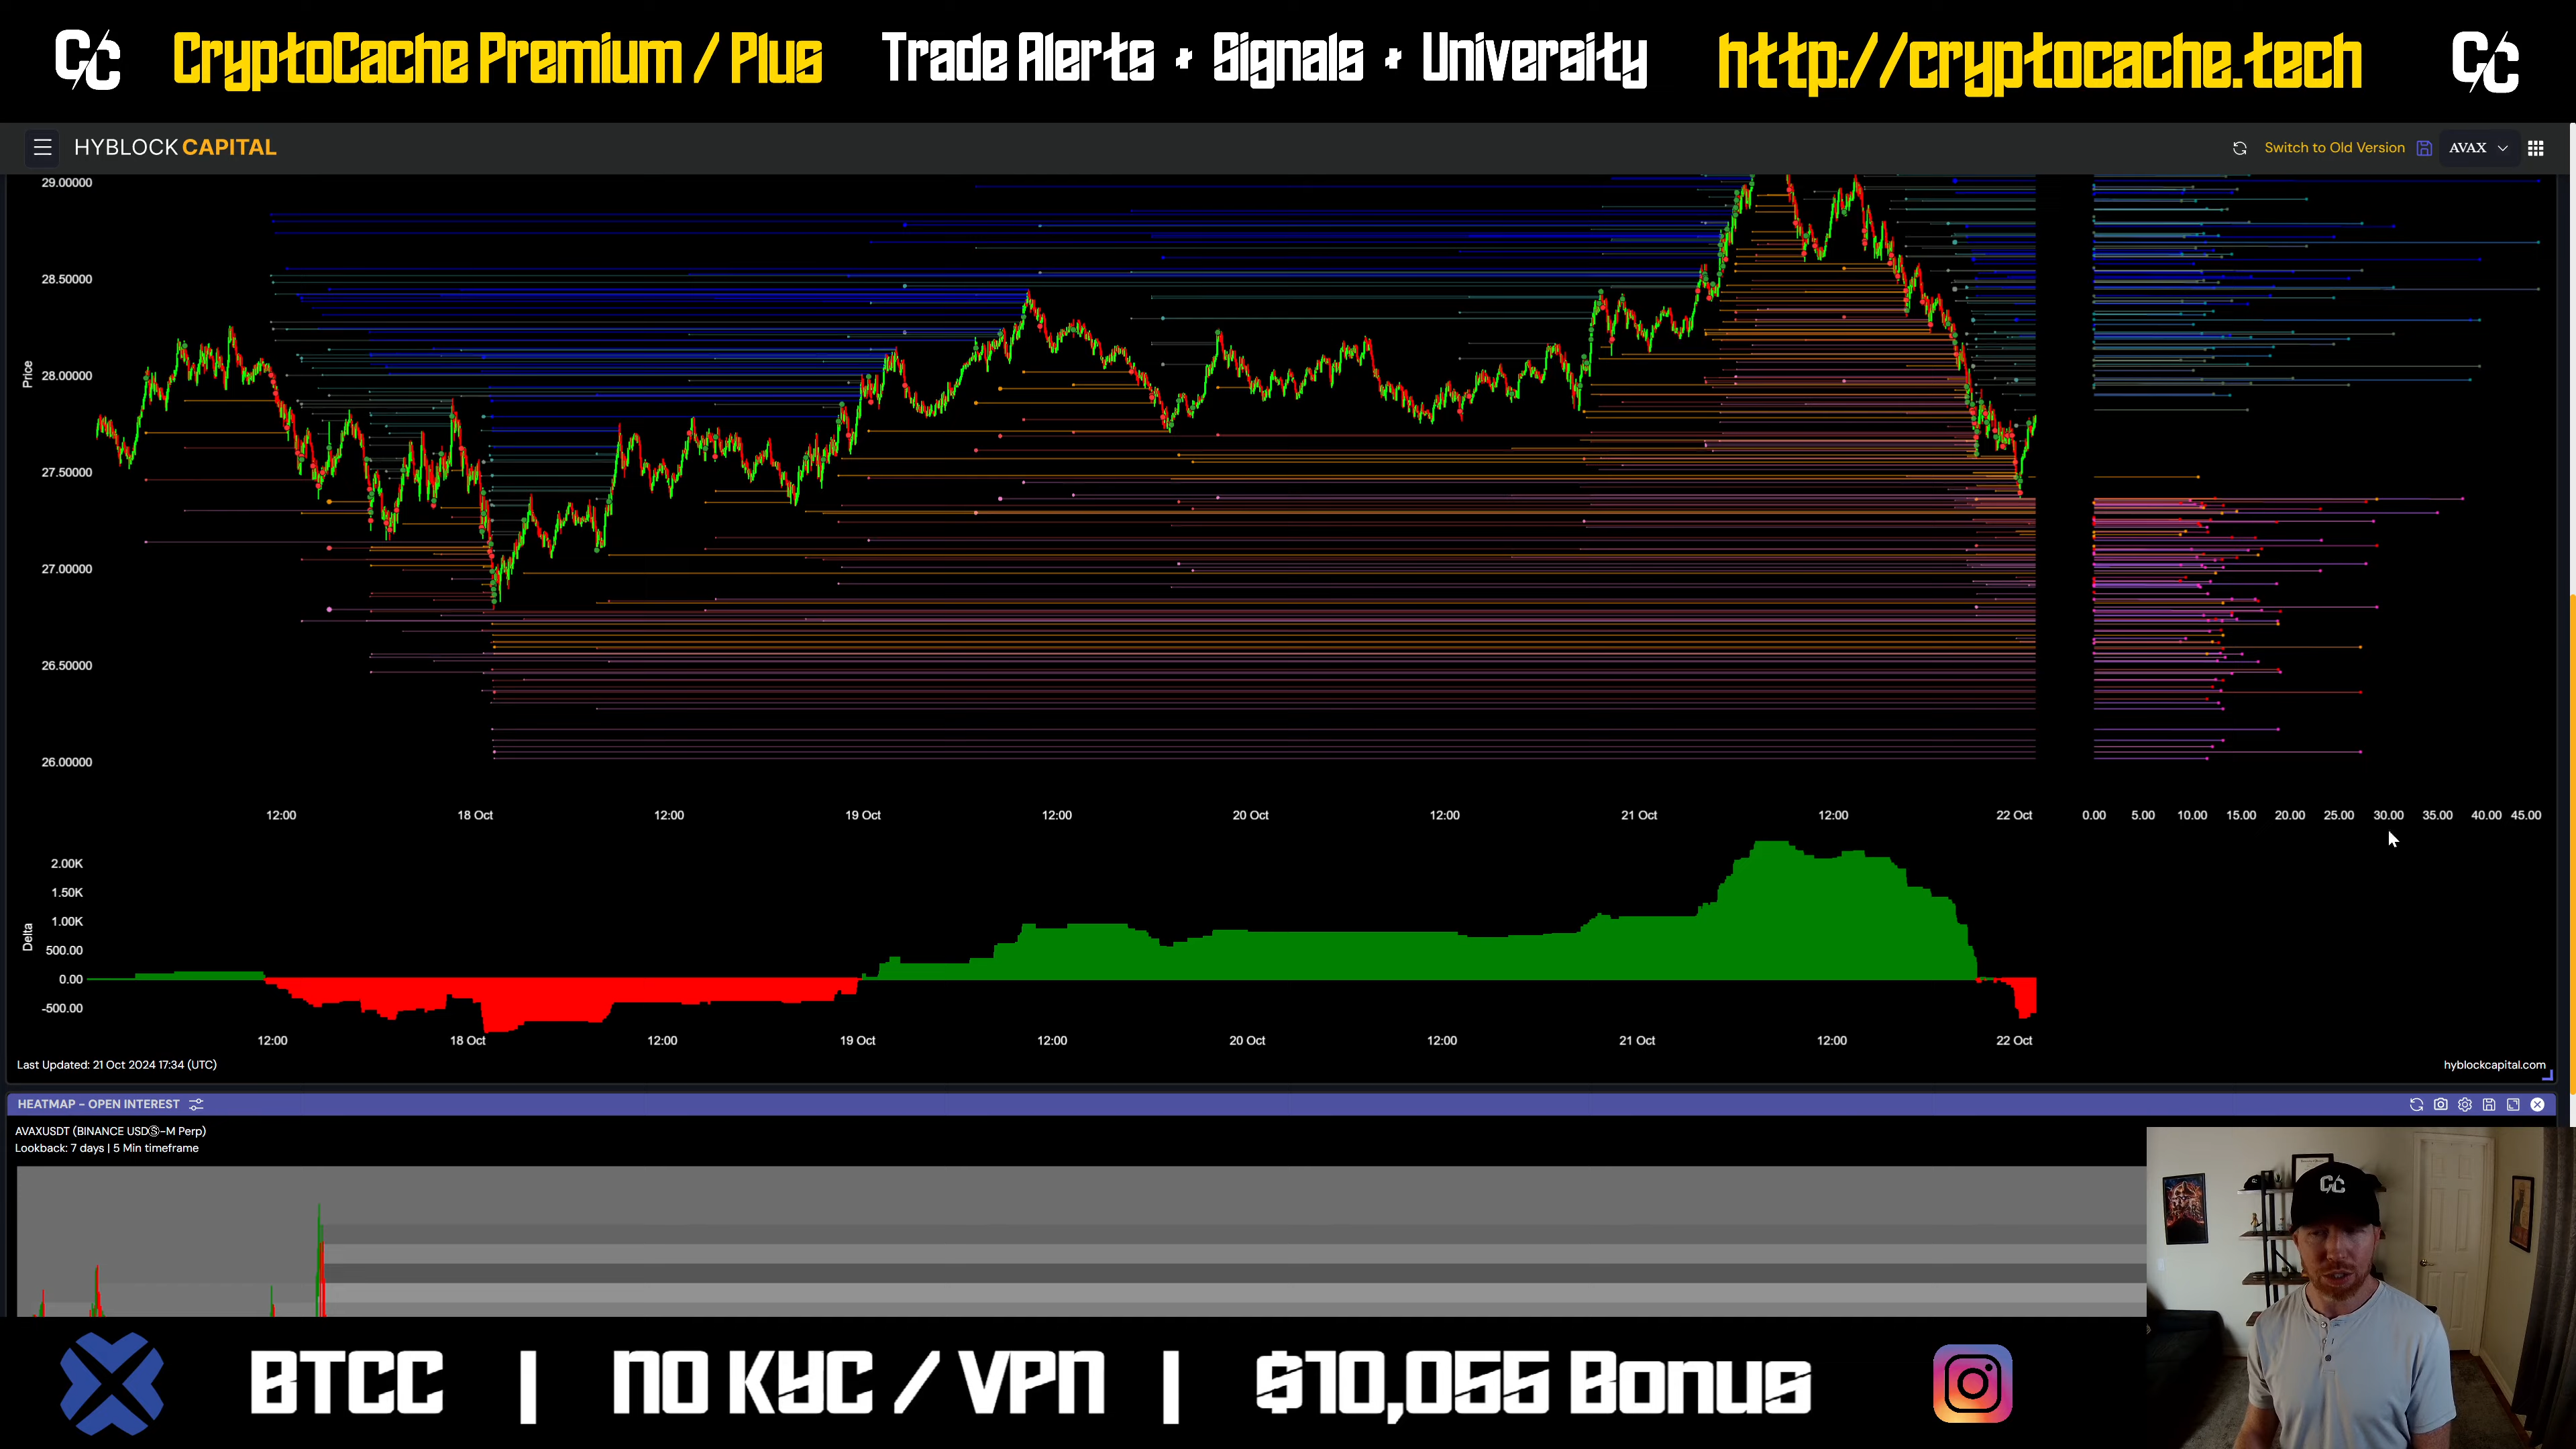 CC CryptoCache Premium / Plus Trade Alerts + Signals + University http://cryptocache.tech CC
HYBLOCK CAPITAL
Switch to Old Version AVAX
29.00000
28.50000
28.00000
27.50000
27.00000
26.50000
26.00000
Price
12:00 18 Oct 12:00 19 Oct 12:00 20 Oct 12:00 21 Oct 12:00 22 Oct
0.00 5.00 10.00 15.00 20.00 25.00 30.00 35.00 40.00 45.00
2.00K
1.50K
1.00K
500.00
0.00
-500.00
Delta
12:00 18 Oct 12:00 19 Oct 12:00 20 Oct 12:00 21 Oct 12:00 22 Oct
Last Updated: 21 Oct 2024 17:34 (UTC)
hyblockcapital.com
HEATMAP - OPEN INTEREST
AVAXUSDT (BINANCE USDⓈ-M Perp)
Lookback: 7 days | 5 Min timeframe
CC
BTCC | NO KYC / VPN | $10,055 Bonus